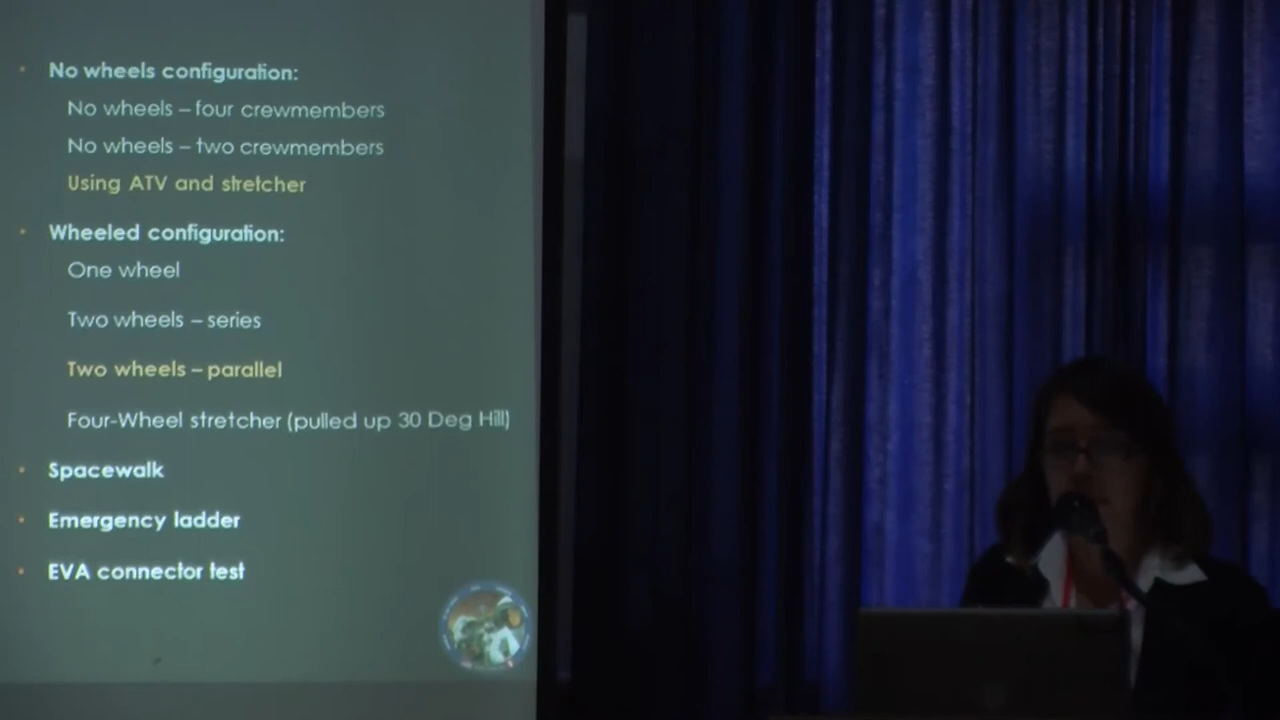 • No wheels configuration:
No wheels – four crewmembers
No wheels – two crewmembers
Using ATV and stretcher
• Wheeled configuration:
One wheel
Two wheels – series
Two wheels – parallel
Four-Wheel stretcher (pulled up 30 Deg Hill)
• Spacewalk
• Emergency ladder
• EVA connector test